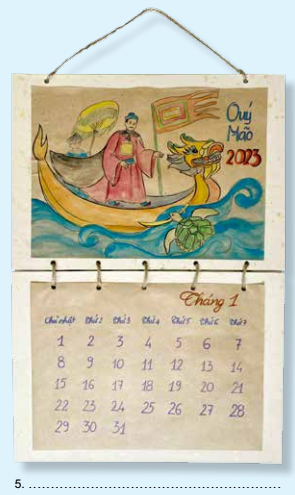 Quý
Mão
2023
Tháng 1
Chủ nhật Thứ 2 Thứ 3 Thứ 4 Thứ 5 Thứ 6 Thứ 7
1 2 3 4 5 6 7
8 9 10 11 12 13 14
15 16 17 18 19 20 21
22 23 24 25 26 27 28
29 30 31
5. ........................................................